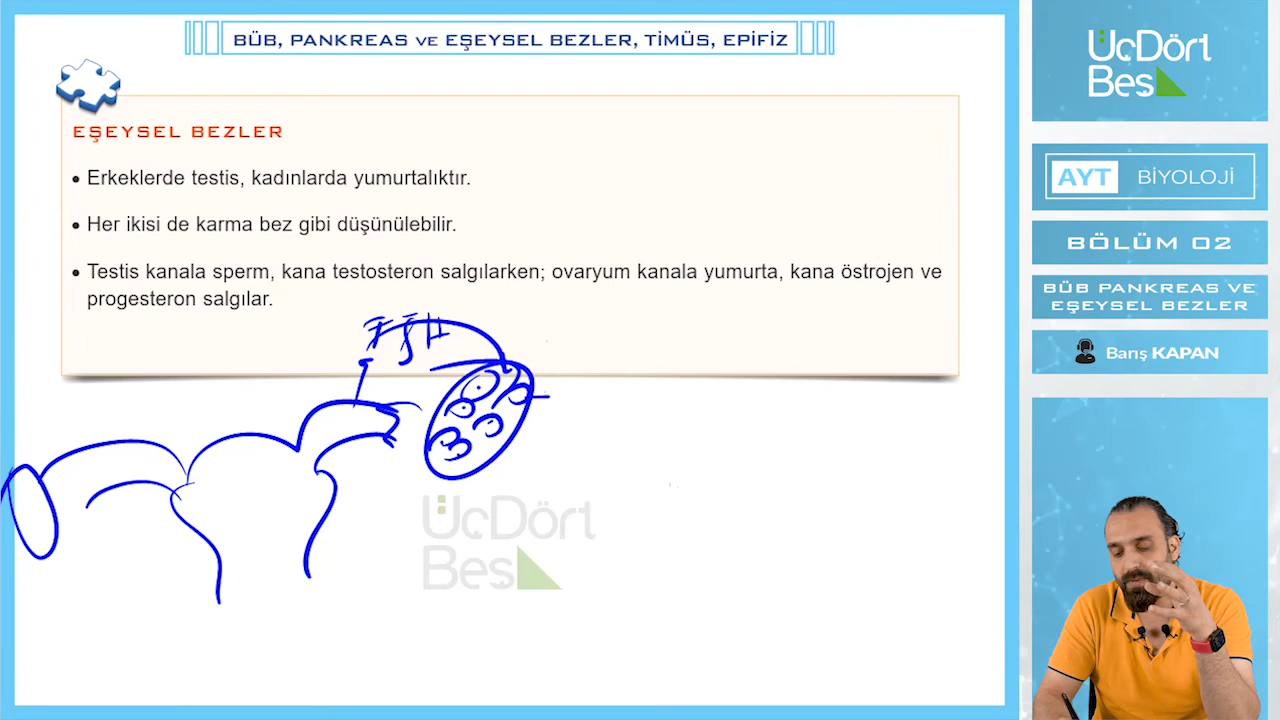 BÜB, PANKREAS VE EŞEYSEL BEZLER, TİMÜS, EPİFİZ
EŞEYSEL BEZLER
• Erkeklerde testis, kadınlarda yumurtalıktır.
• Her ikisi de karma bez gibi düşünülebilir.
• Testis kanala sperm, kana testosteron salgılarken; ovaryum kanala yumurta, kana östrojen ve
progesteron salgılar.
ÜçDört
Beş
ÜçDört
Beş
AYT BİYOLOJİ
BÖLÜM 02
BÜB PANKREAS VE
EŞEYSEL BEZLER
Barış KAPAN